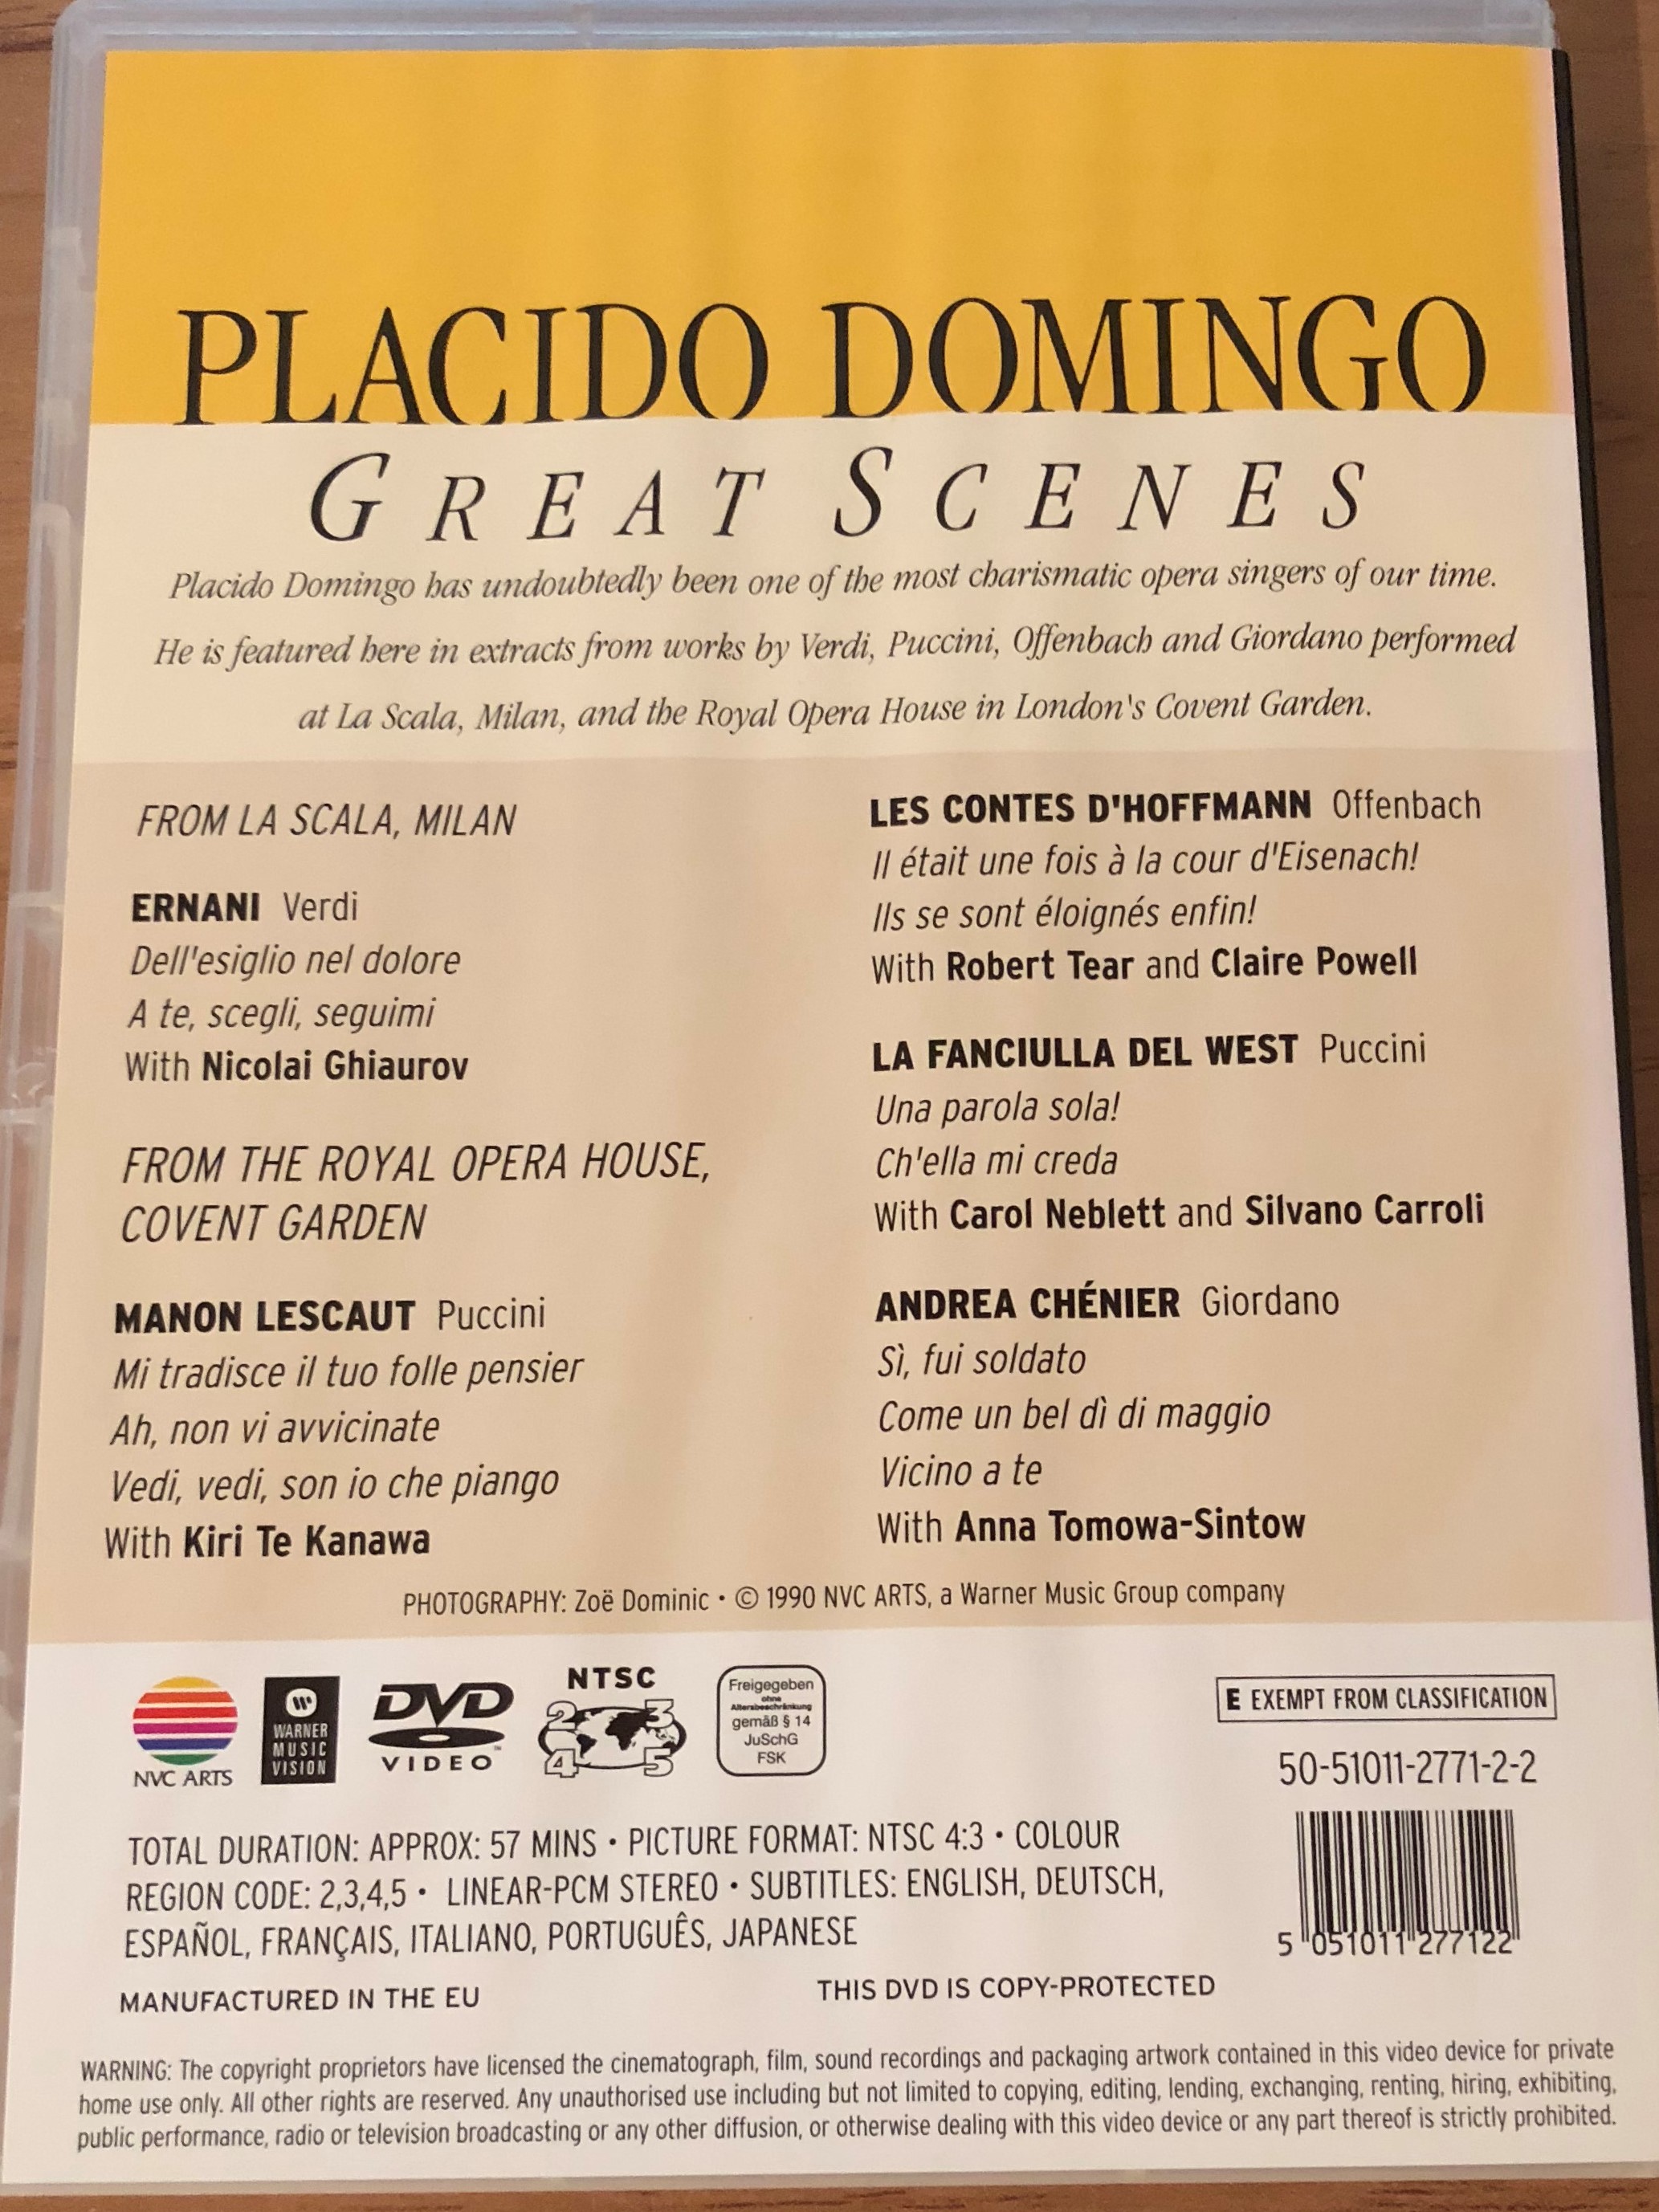 PLACIDO DOMINGO
GREAT SCENES
Placido Domingo has undoubtedly been one of the most charismatic opera singers of our time.
He is featured here in extracts from works by Verdi, Puccini, Offenbach and Giordano performed
at La Scala, Milan, and the Royal Opera House in London's Covent Garden.
FROM LA SCALA, MILAN
ERNANI Verdi
Dell'esiglio nel dolore
A te, scegli, seguimi
With Nicolai Ghiaurov
FROM THE ROYAL OPERA HOUSE,
COVENT GARDEN
MANON LESCAUT Puccini
Mi tradisce il tuo folle pensier
Ah, non vi avvicinate
Vedi, vedi, son io che piango
With Kiri Te Kanawa
LES CONTES D'HOFFMANN Offenbach
Il était une fois à la cour d'Eisenach!
Ils se sont éloignés enfin!
With Robert Tear and Claire Powell
LA FANCIULLA DEL WEST Puccini
Una parola sola!
Ch'ella mi creda
With Carol Neblett and Silvano Carroli
ANDREA CHÉNIER Giordano
Sì, fui soldato
Come un bel dì di maggio
Vicino a te
With Anna Tomowa-Sintow
PHOTOGRAPHY: Zoë Dominic • © 1990 NVC ARTS, a Warner Music Group company
NVC ARTS
WARNER
MUSIC
VISION
DVD
VIDEO™
NTSC
2 3
4 5
Freigegeben
ohne
Altersbeschränkung
gemäß § 14
JuSchG
FSK
E EXEMPT FROM CLASSIFICATION
50-51011-2771-2-2
5 051011 277122
TOTAL DURATION: APPROX: 57 MINS • PICTURE FORMAT: NTSC 4:3 • COLOUR
REGION CODE: 2,3,4,5 • LINEAR-PCM STEREO • SUBTITLES: ENGLISH, DEUTSCH,
ESPAÑOL, FRANÇAIS, ITALIANO, PORTUGUÊS, JAPANESE
MANUFACTURED IN THE EU
THIS DVD IS COPY-PROTECTED
WARNING: The copyright proprietors have licensed the cinematograph, film, sound recordings and packaging artwork contained in this video device for private
home use only. All other rights are reserved. Any unauthorised use including but not limited to copying, editing, lending, exchanging, renting, hiring, exhibiting,
public performance, radio or television broadcasting or any other diffusion, or otherwise dealing with this video device or any part thereof is strictly prohibited.